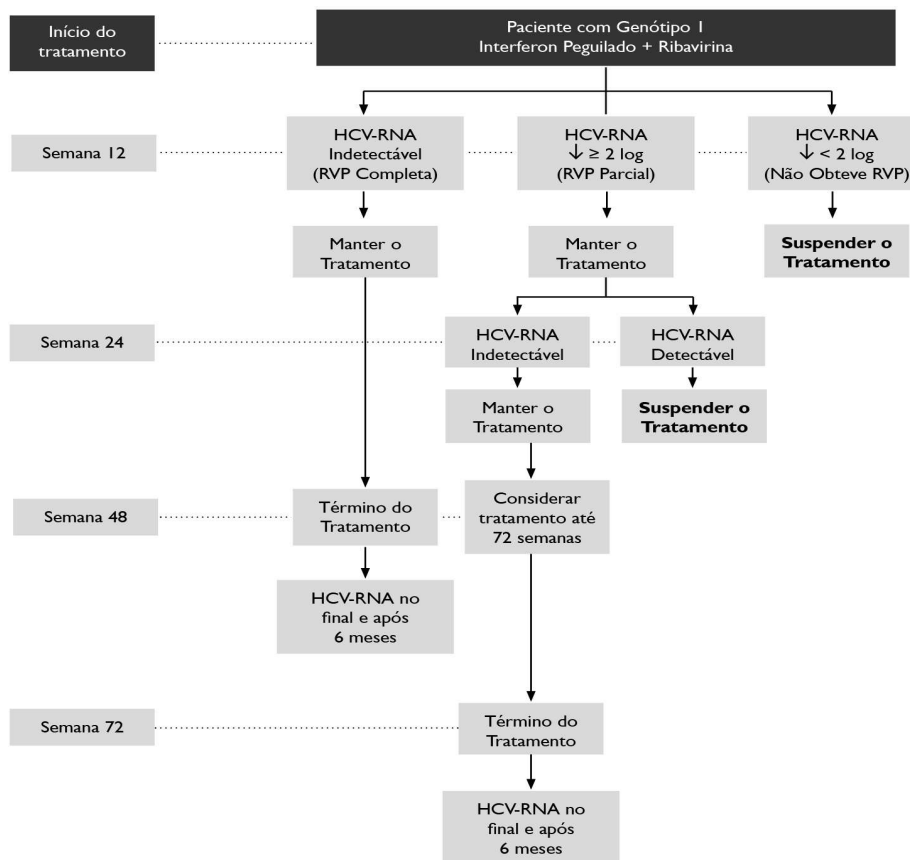 Início do
tratamento
Paciente com Genótipo 1
Interferon Peguilado + Ribavirina
Semana 12
HCV-RNA
Indetectável
(RVP Completa)
HCV-RNA
↓ ≥ 2 log
(RVP Parcial)
HCV-RNA
↓ < 2 log
(Não Obteve RVP)
Manter o
Tratamento
Manter o
Tratamento
Suspender o
Tratamento
Semana 24
HCV-RNA
Indetectável
HCV-RNA
Detectável
Manter o
Tratamento
Suspender o
Tratamento
Semana 48
Término do
Tratamento
Considerar
tratamento até
72 semanas
HCV-RNA no
final e após
6 meses
Semana 72
Término do
Tratamento
HCV-RNA no
final e após
6 meses